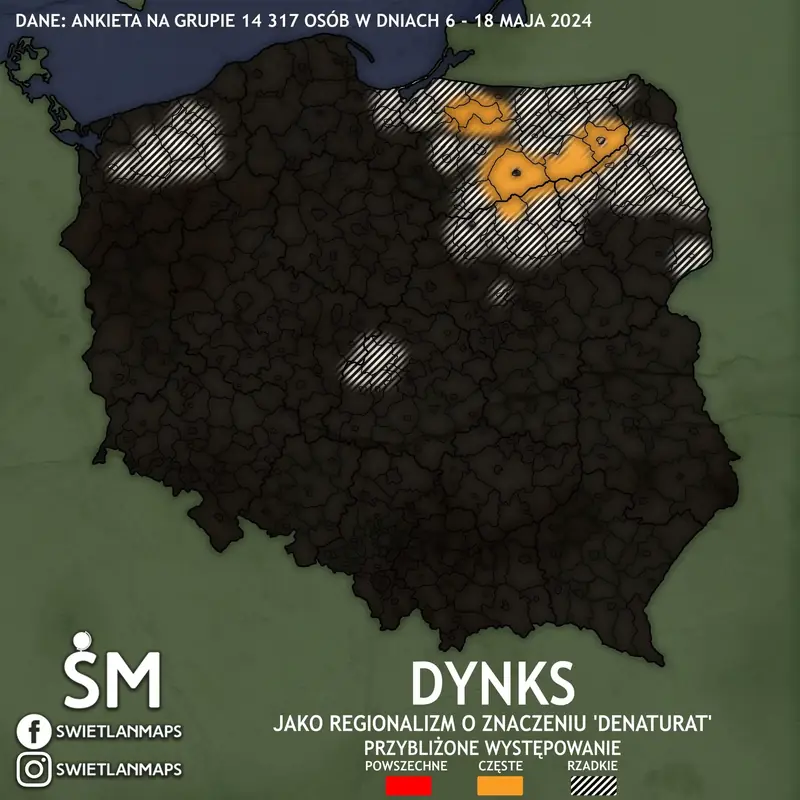 DANE: ANKIETA NA GRUPIE 14 317 OSÓB W DNIACH 6 - 18 MAJA 2024
ŚM
SWIETLANMAPS
SWIETLANMAPS
DYNKS
JAKO REGIONALIZM O ZNACZENIU 'DENATURAT'
PRZYBLIŻONE WYSTĘPOWANIE
POWSZECHNE CZĘSTE RZADKIE